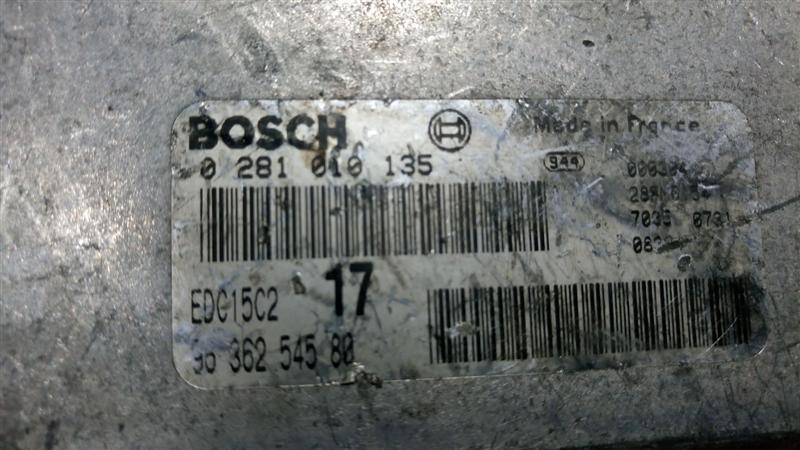 BOSCH
Made in France
0 281 010 135
944
EDC15C2
17
96 362 545 80